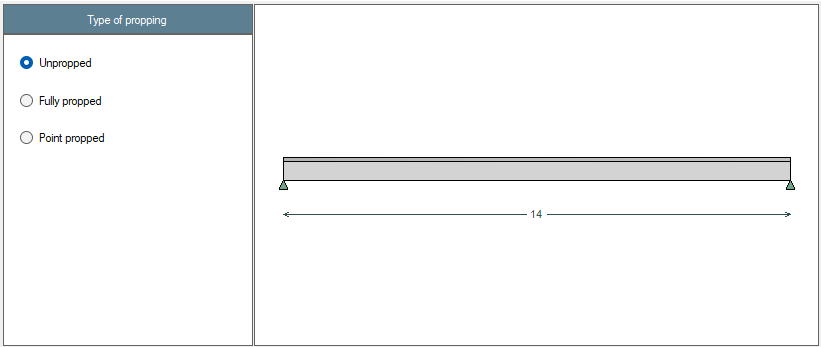 Type of propping
Unpropped
Fully propped
Point propped
14